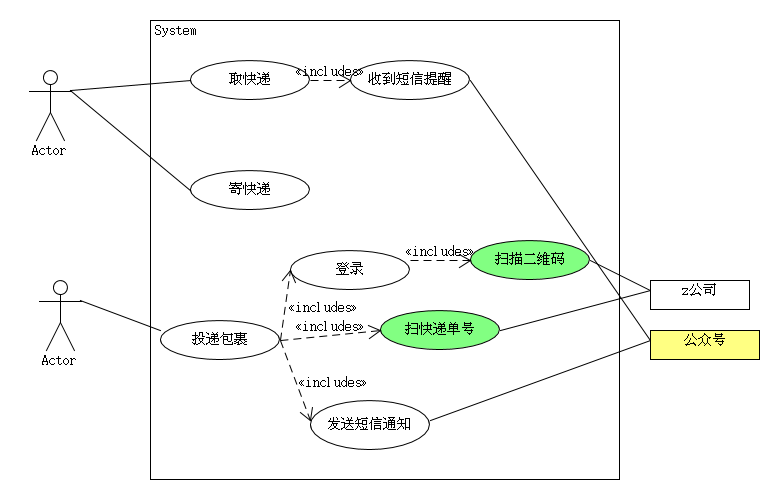 System
取快递
«includes»
收到短信提醒
Actor
寄快递
登录
«includes»
扫描二维码
z公司
«includes»
«includes»
扫快递单号
投递包裹
公众号
Actor
«includes»
发送短信通知